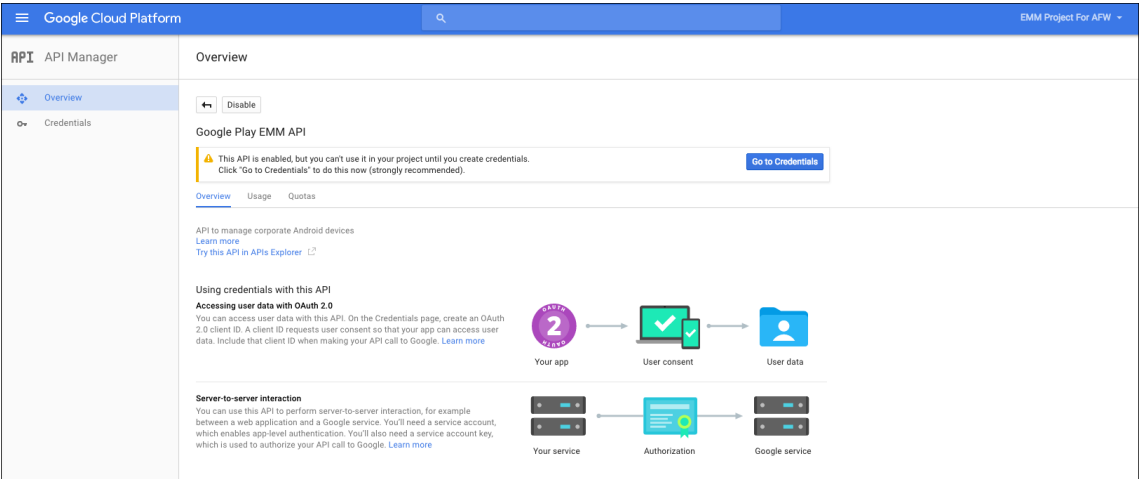 Google Cloud Platform
EMM Project For AFW
API API Manager
Overview
Overview
Credentials
Disable
Google Play EMM API
This API is enabled, but you can't use it in your project until you create credentials.
Click "Go to Credentials" to do this now (strongly recommended).
Go to Credentials
Overview Usage Quotas
API to manage corporate Android devices
Learn more
Try this API in APIs Explorer
Using credentials with this API
Accessing user data with OAuth 2.0
You can access user data with this API. On the Credentials page, create an OAuth
2.0 client ID. A client ID requests user consent so that your app can access user
data. Include that client ID when making your API call to Google. Learn more
OAUTH
2
OAUTH
Your app
User consent
User data
Server-to-server interaction
You can use this API to perform server-to-server interaction, for example
between a web application and a Google service. You'll need a service account,
which enables app-level authentication. You'll also need a service account key,
which is used to authorize your API call to Google. Learn more
Your service
Authorization
Google service